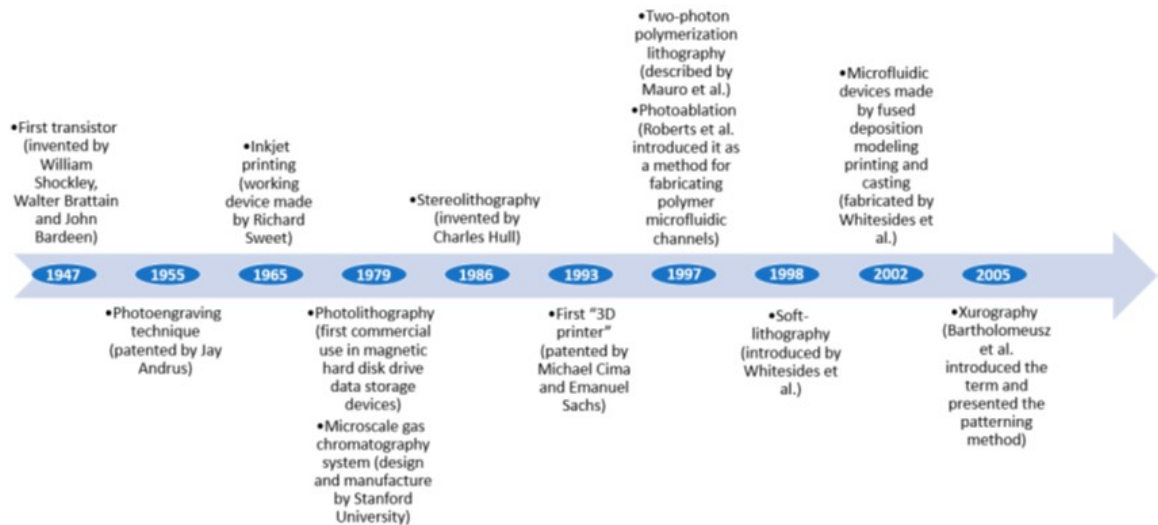 •Two-photon
polymerization
lithography
(described by
Mauro et al.)
•Photoablation
(Roberts et al.
introduced it as
a method for
fabricating
polymer
microfluidic
channels)
•Microfluidic
devices made
by fused
deposition
modeling
printing and
casting
(fabricated by
Whitesides et
al.)
•First transistor
(invented by
William
Shockley,
Walter Brattain
and John
Bardeen)
•Inkjet
printing
(working
device made
by Richard
Sweet)
•Stereolithography
(invented by
Charles Hull)
1947
1955
1965
1979
1986
1993
1997
1998
2002
2005
•Photoengraving
technique
(patented by Jay
Andrus)
•Photolithography
(first commercial
use in magnetic
hard disk drive
data storage
devices)
•Microscale gas
chromatography
system (design
and manufacture
by Stanford
University)
•First “3D
printer”
(patented by
Michael Cima
and Emanuel
Sachs)
•Soft-
lithography
(introduced by
Whitesides et
al.)
•Xurography
(Bartholomeusz
et al.
introduced the
term and
presented the
patterning
method)